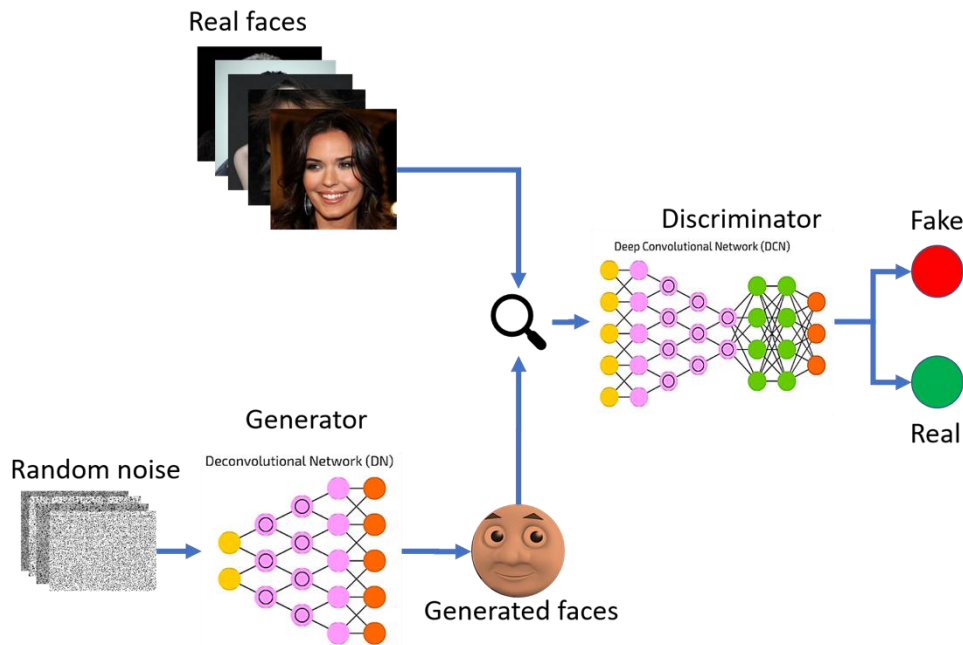 Real faces
Discriminator
Deep Convolutional Network (DCN)
Fake
Real
Generator
Deconvolutional Network (DN)
Random noise
Generated faces